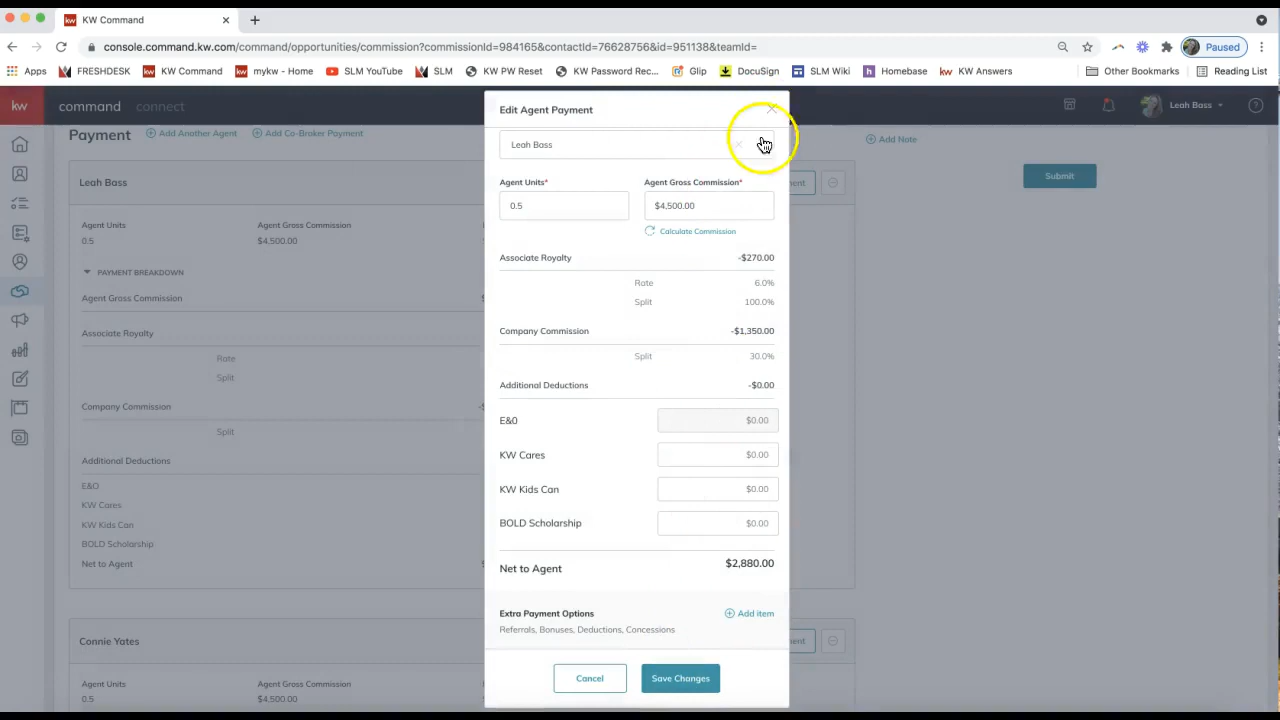 KW Command
console.command.kw.com/command/opportunities/commission?commissionId=984165&contactId=76628756&id=951138&teamId=
Paused
Apps FRESHDESK KW Command mykw - Home SLM YouTube SLM KW PW Reset KW Password Rec... Glip DocuSign SLM Wiki Homebase KW Answers Other Bookmarks Reading List
kw command connect Leah Bass
Payment Add Another Agent Add Co-Broker Payment
Add Note
Submit
Leah Bass
Agent Units Agent Gross Commission
0.5 $4,500.00
PAYMENT BREAKDOWN
Agent Gross Commission
Associate Royalty
Rate
Split
Company Commission
Split
Additional Deductions
E&O
KW Cares
KW Kids Can
BOLD Scholarship
Net to Agent
Connie Yates
Agent Units Agent Gross Commission
0.5 $4,500.00
Edit Agent Payment
Leah Bass
Agent Units* Agent Gross Commission*
0.5 $4,500.00
Calculate Commission
Associate Royalty -$270.00
Rate 6.0%
Split 100.0%
Company Commission -$1,350.00
Split 30.0%
Additional Deductions -$0.00
E&0 $0.00
KW Cares $0.00
KW Kids Can $0.00
BOLD Scholarship $0.00
Net to Agent $2,880.00
Extra Payment Options Add item
Referrals, Bonuses, Deductions, Concessions
Cancel Save Changes